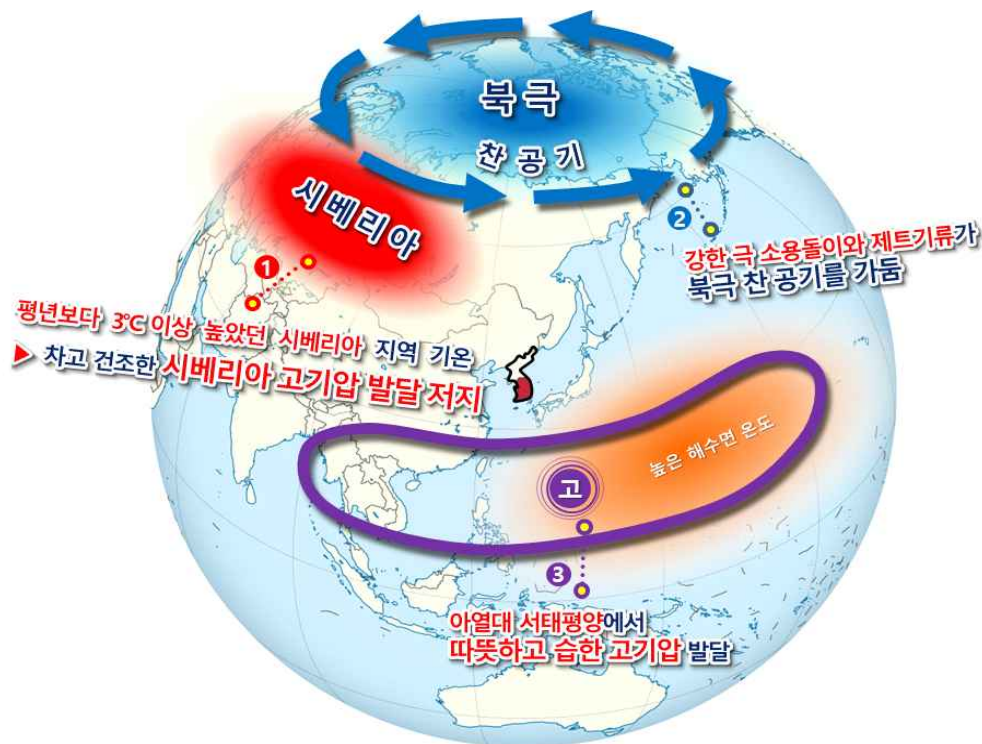 북극
찬 공기
시베리아
1
평년보다 3℃ 이상 높았던 시베리아 지역 기온
▶ 차고 건조한 시베리아 고기압 발달 저지
2
강한 극 소용돌이와 제트기류가
북극 찬 공기를 가둠
높은 해수면 온도
고
3
아열대 서태평양에서
따뜻하고 습한 고기압 발달